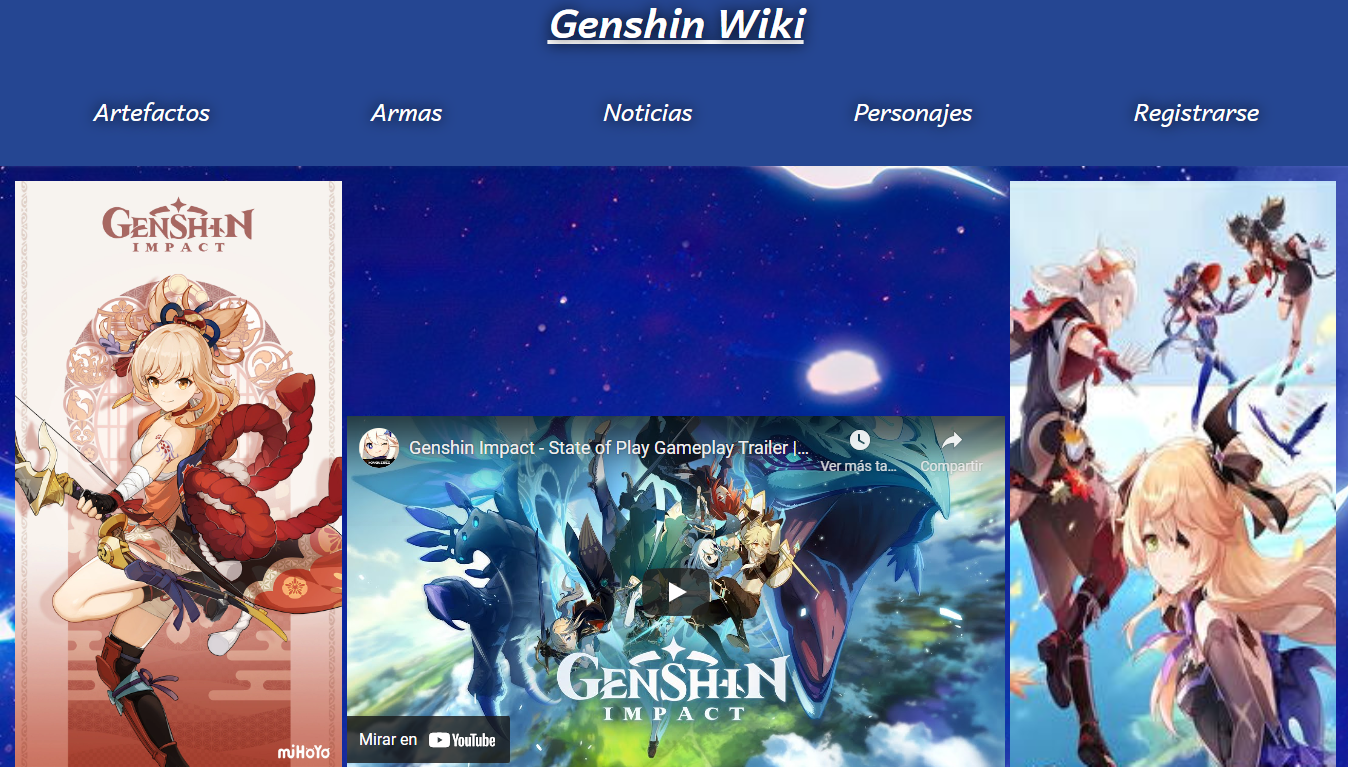 Genshin Wiki
Artefactos
Armas
Noticias
Personajes
Registrarse
GENSHIN
IMPACT
miHoYo
Genshin Impact - State of Play Gameplay Trailer |...
Ver más ta...
Compartir
GENSHIN
IMPACT
Mirar en YouTube